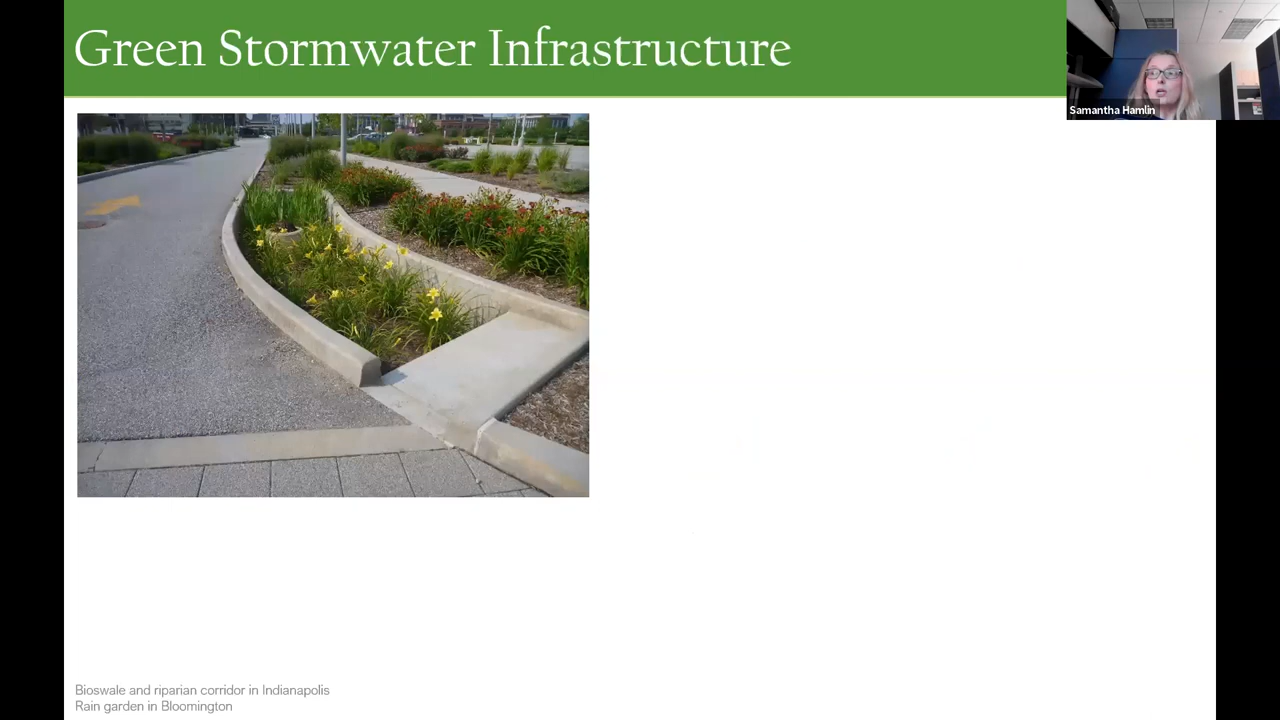 Green Stormwater Infrastructure
Samantha Hamlin
Bioswale and riparian corridor in Indianapolis
Rain garden in Bloomington